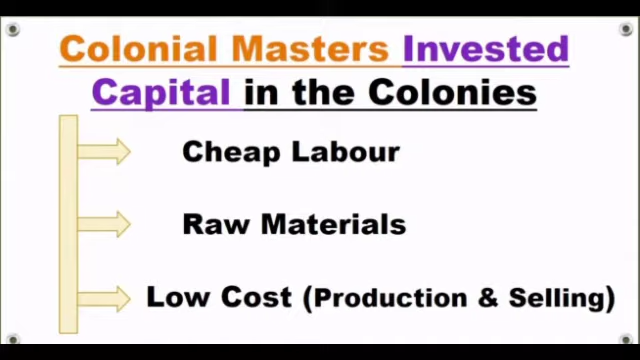 Colonial Masters Invested
Capital in the Colonies
Cheap Labour
Raw Materials
Low Cost (Production & Selling)